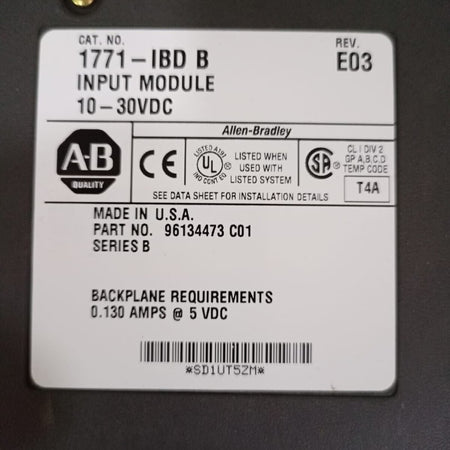 CAT. NO.
REV.
1771-IBD B
E03
INPUT MODULE
10-30VDC
Allen-Bradley
A-B
QUALITY
CE
UL
LISTED WHEN
USED WITH
LISTED SYSTEM
SA
CL I DIV 2
GP A,B,C,D
TEMP CODE
T4A
SEE DATA SHEET FOR INSTALLATION DETAILS
MADE IN U.S.A.
PART NO. 96134473 C01
SERIES B
BACKPLANE REQUIREMENTS
0.130 AMPS @ 5 VDC
*SD1UT5ZM*